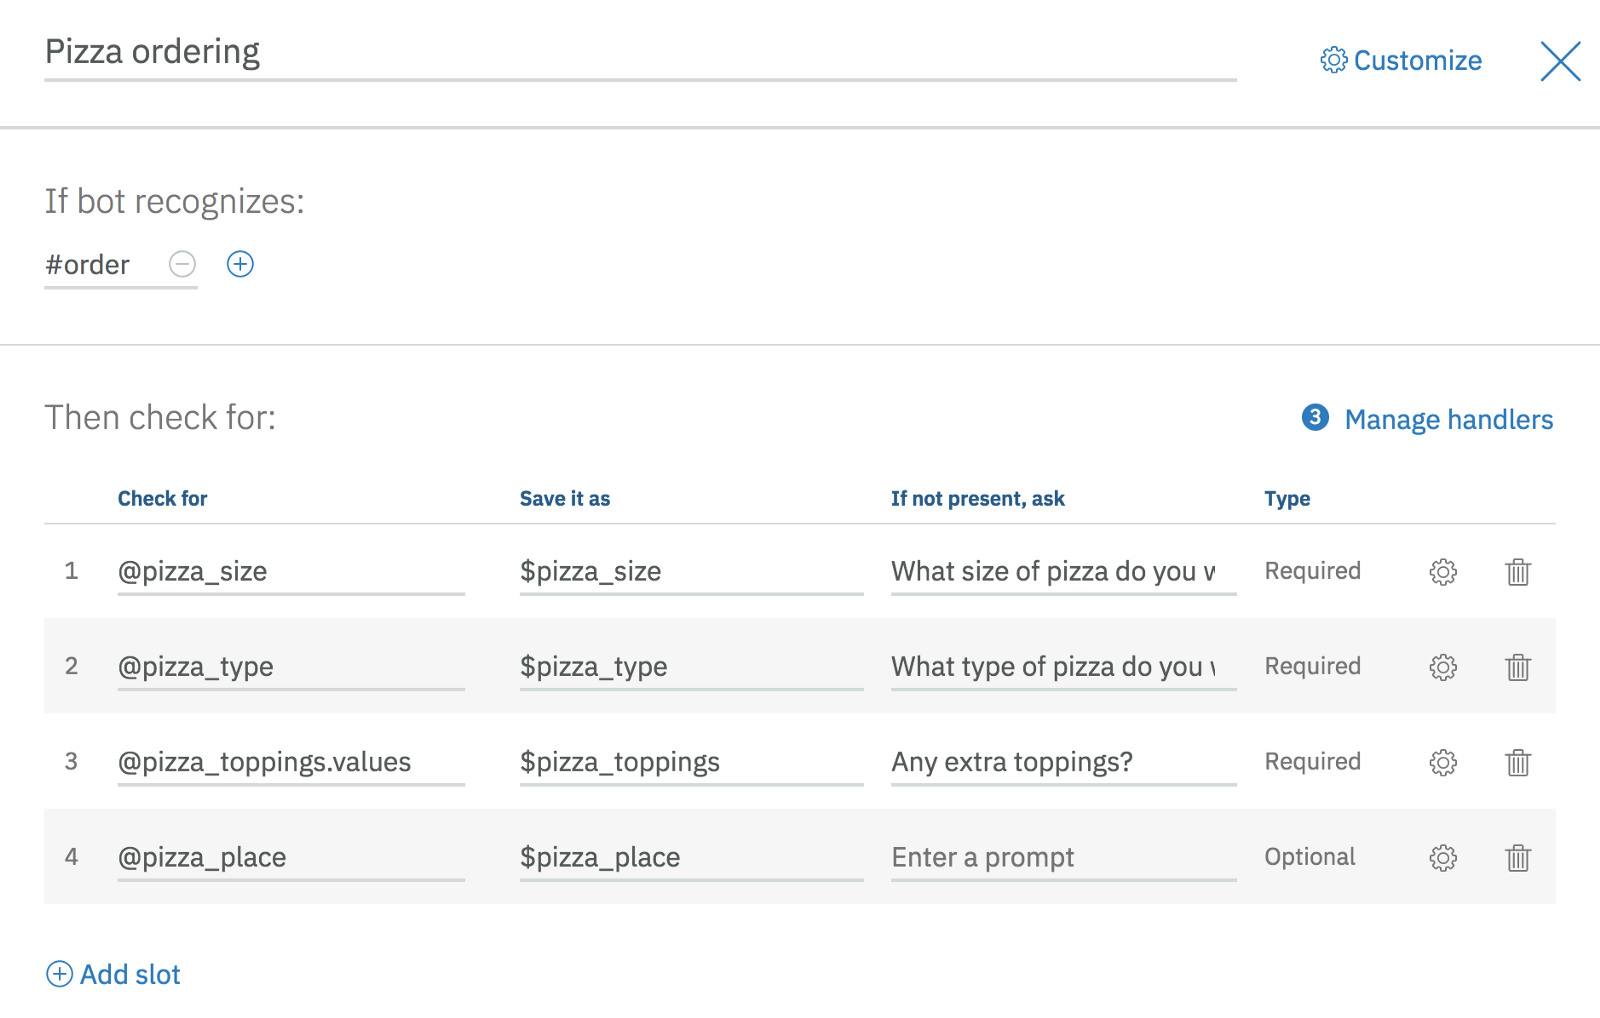 Pizza ordering
Customize
If bot recognizes:
#order
Then check for:
3 Manage handlers
Check for Save it as If not present, ask Type
1 @pizza_size $pizza_size What size of pizza do you Required
2 @pizza_type $pizza_type What type of pizza do you Required
3 @pizza_toppings.values $pizza_toppings Any extra toppings? Required
4 @pizza_place $pizza_place Enter a prompt Optional
Add slot